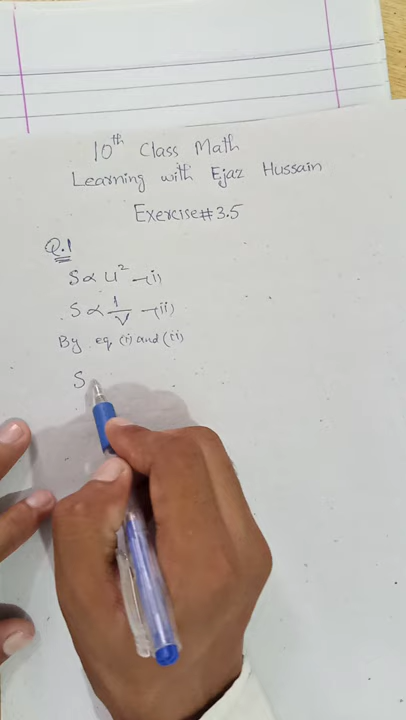 10th Class Math
Learning with Ejaz Hussain
Exercise # 3.5
Q.1
S ∝ u² —(i)
S ∝ 1/V —(ii)
By eq (i) and (ii)
S